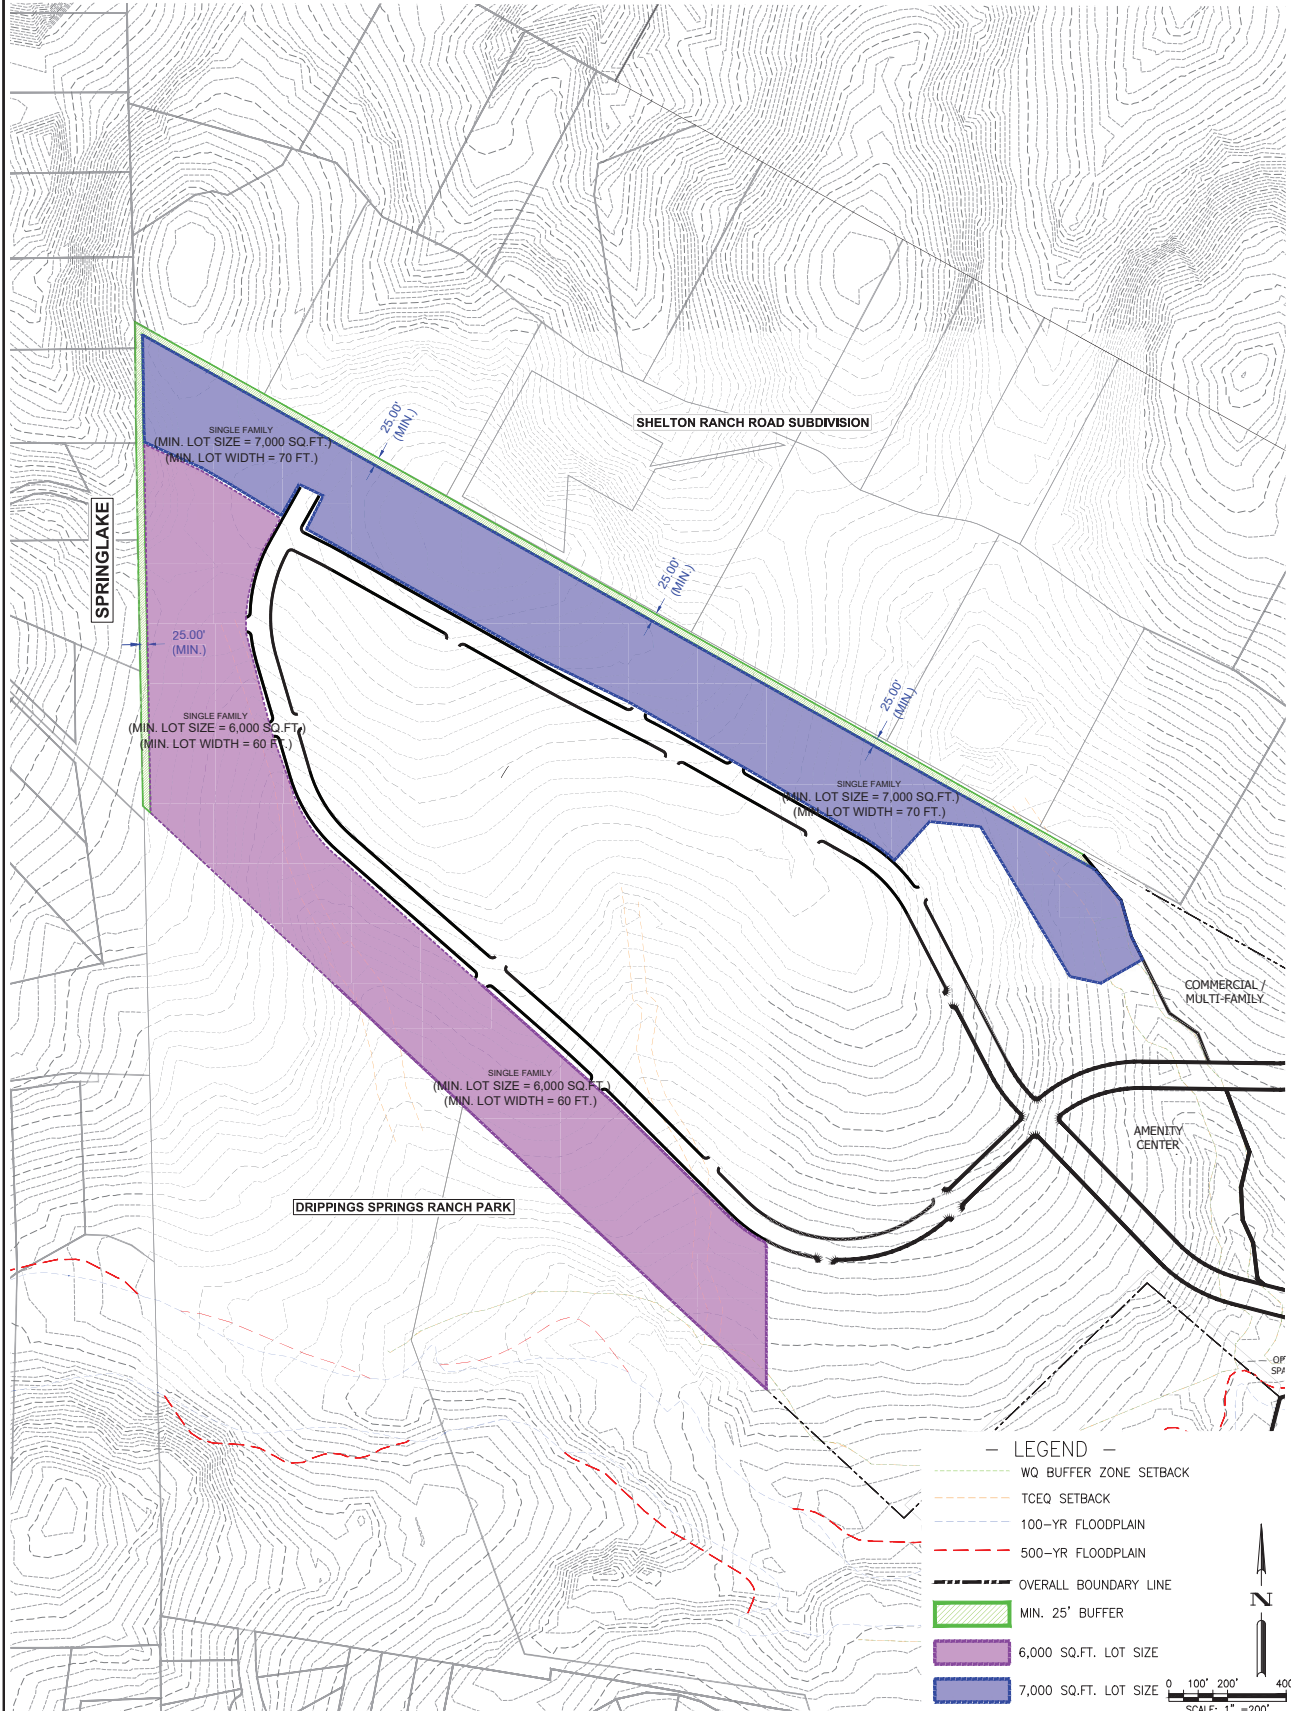 SHELTON RANCH ROAD SUBDIVISION
25.00'
(MIN.)
SINGLE FAMILY
(MIN. LOT SIZE = 7,000 SQ.FT.)
(MIN. LOT WIDTH = 70 FT.)
SPRINGLAKE
25.00'
(MIN.)
25.00'
(MIN.)
25.00'
(MIN.)
SINGLE FAMILY
(MIN. LOT SIZE = 6,000 SQ.FT.)
(MIN. LOT WIDTH = 60 FT.)
SINGLE FAMILY
(MIN. LOT SIZE = 7,000 SQ.FT.)
(MIN. LOT WIDTH = 70 FT.)
COMMERCIAL /
MULTI-FAMILY
SINGLE FAMILY
(MIN. LOT SIZE = 6,000 SQ.FT.)
(MIN. LOT WIDTH = 60 FT.)
AMENITY
CENTER
DRIPPINGS SPRINGS RANCH PARK
– LEGEND –
WQ BUFFER ZONE SETBACK
TCEQ SETBACK
100-YR FLOODPLAIN
500-YR FLOODPLAIN
OVERALL BOUNDARY LINE
MIN. 25' BUFFER
6,000 SQ.FT. LOT SIZE
7,000 SQ.FT. LOT SIZE
N
0 100' 200' 400
SCALE: 1" =200'